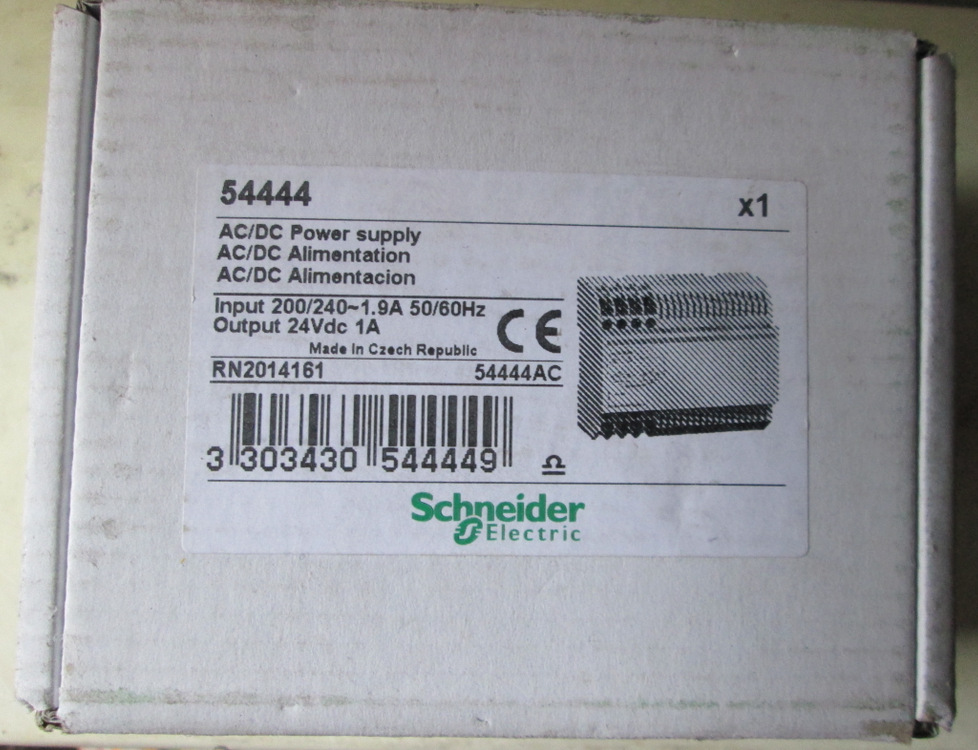 54444
x1
AC/DC Power supply
AC/DC Alimentation
AC/DC Alimentacion
Input 200/240~1.9A 50/60Hz
Output 24Vdc 1A
CE
Made in Czech Republic
RN2014161 54444AC
3 303430 544449
Schneider
Electric